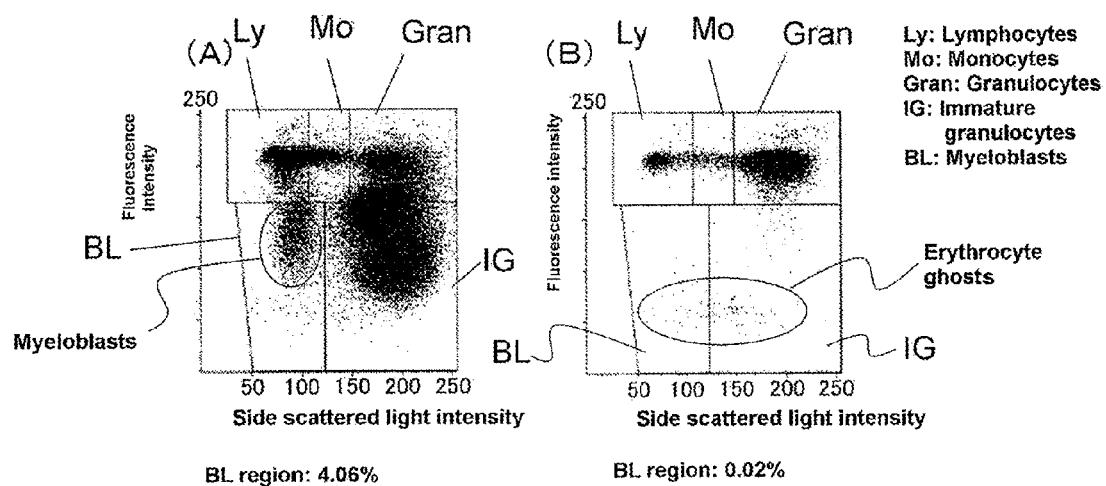 (A)
Ly
Mo
Gran
250
Fluorescence
Intensity
BL
Myeloblasts
IG
50 100 150 200 250
Side scattered light intensity
BL region: 4.06%
(B)
Ly
Mo
Gran
250
Fluorescence intensity
Erythrocyte
ghosts
BL
IG
50 100 150 200 250
Side scattered light intensity
BL region: 0.02%
Ly: Lymphocytes
Mo: Monocytes
Gran: Granulocytes
IG: Immature
granulocytes
BL: Myeloblasts